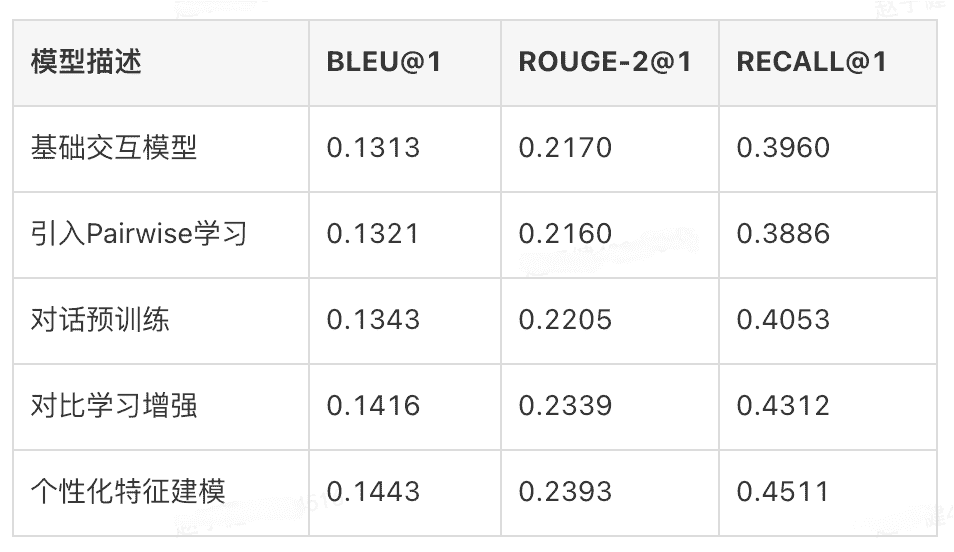 模型描述 BLEU@1 ROUGE-2@1 RECALL@1
基础交互模型 0.1313 0.2170 0.3960
引入Pairwise学习 0.1321 0.2160 0.3886
对话预训练 0.1343 0.2205 0.4053
对比学习增强 0.1416 0.2339 0.4312
个性化特征建模 0.1443 0.2393 0.4511